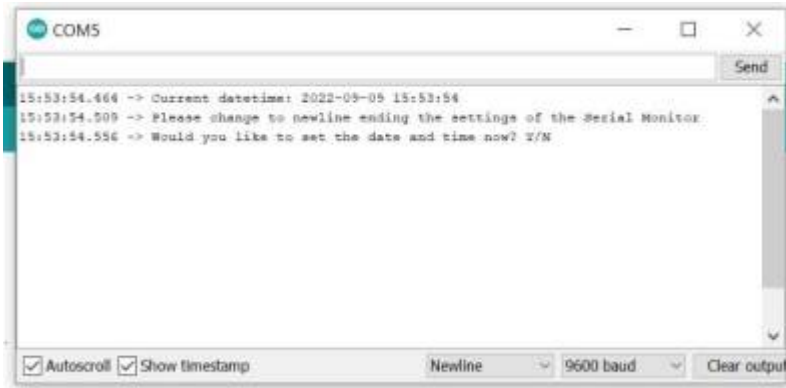 COM5
Send
15:53:54.464 -> Current datetime: 2022-09-09 15:53:54
15:53:54.509 -> Please change to newline ending the settings of the Serial Monitor
15:53:54.556 -> Would you like to set the date and time now? Y/N
Autoscroll Show timestamp Newline 9600 baud Clear output